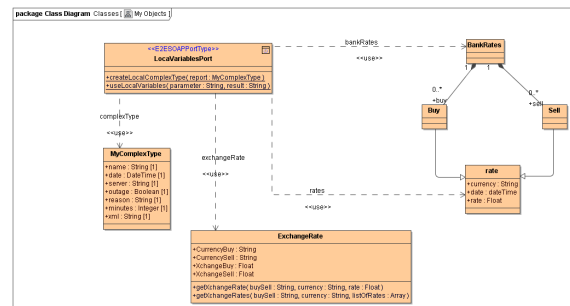 package Class Diagram Classes [ My Objects ]
<<E2ESOAPPortType>>
LocaVariablesPort
+createLocalComplexType( report : MyComplexType )
+useLocalVariables( parameter : String, result : String )
bankRates
<<use>>
BankRates
1
1
0..*
+buy
0..*
+sell
Buy
Sell
complexType
<<use>>
exchangeRate
<<use>>
rates
<<use>>
MyComplexType
+name : String [1]
+date : DateTime [1]
+server : String [1]
+outage : Boolean [1]
+reason : String [1]
+minutes : Integer [1]
+xml : String [1]
rate
+currency : String
+date : dateTime
+rate : Float
ExchangeRate
+CurrencyBuy : String
+CurrencySell : String
+XchangeBuy : Float
+XchangeSell : Float
+getXchangeRate( buySell : String, currency : String, rate : Float )
+getXchangeRates( buySell : String, currency : String, listOfRates : Array )